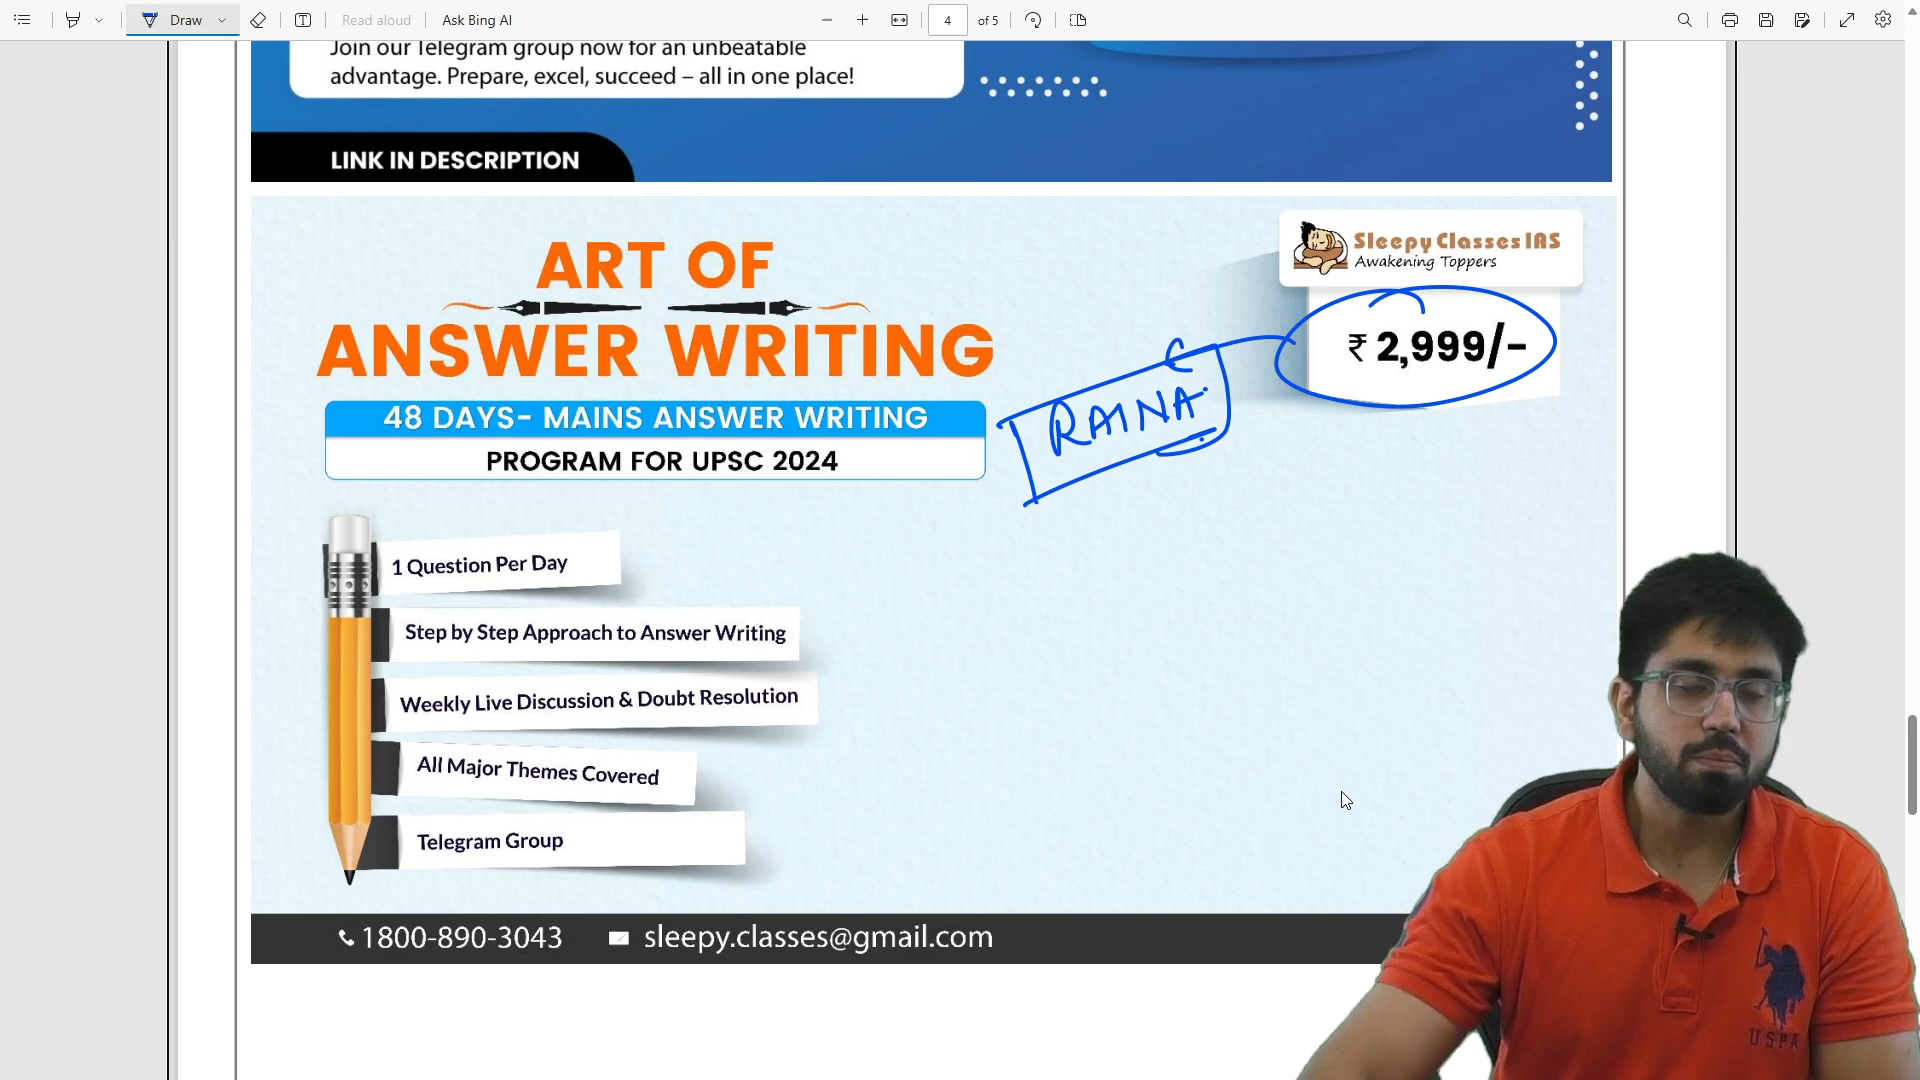 Draw
Read aloud
Ask Bing AI
4
of 5
Join our Telegram group now for an unbeatable
advantage. Prepare, excel, succeed – all in one place!
LINK IN DESCRIPTION
Sleepy Classes IAS
Awakening Toppers
ART OF
ANSWER WRITING
₹ 2,999/-
RAINA
48 DAYS- MAINS ANSWER WRITING
PROGRAM FOR UPSC 2024
1 Question Per Day
Step by Step Approach to Answer Writing
Weekly Live Discussion & Doubt Resolution
All Major Themes Covered
Telegram Group
1800-890-3043
sleepy.classes@gmail.com
USPA